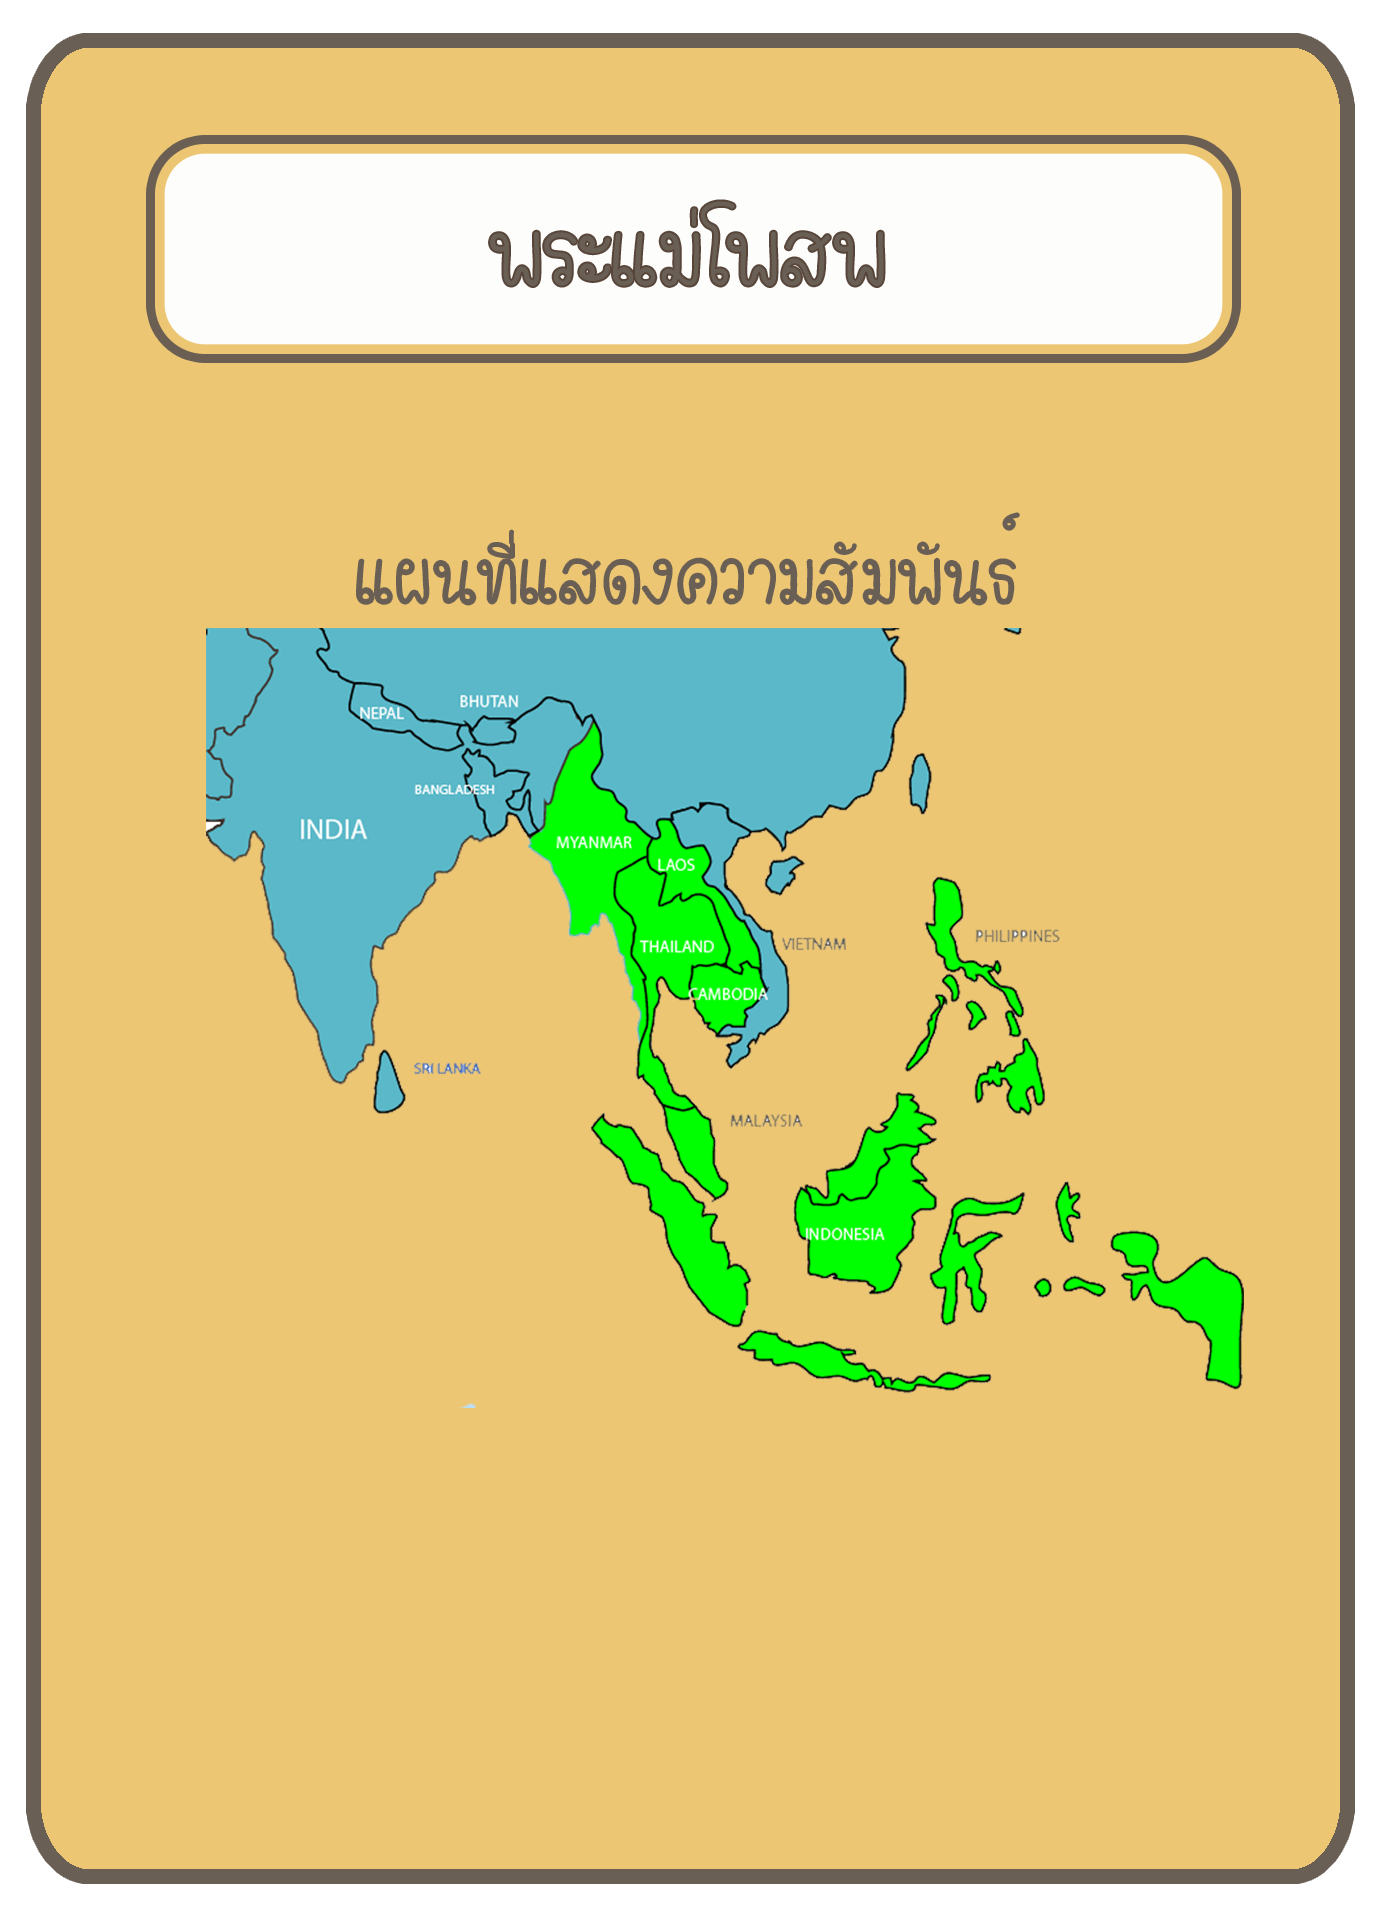 พระแม่โพสพ
แผนที่แสดงความสัมพันธ์
BHUTAN
NEPAL
BANGLADESH
INDIA
MYANMAR
LAOS
PHILIPPINES
VIETNAM
THAILAND
CAMBODIA
SRI LANKA
MALAYSIA
INDONESIA